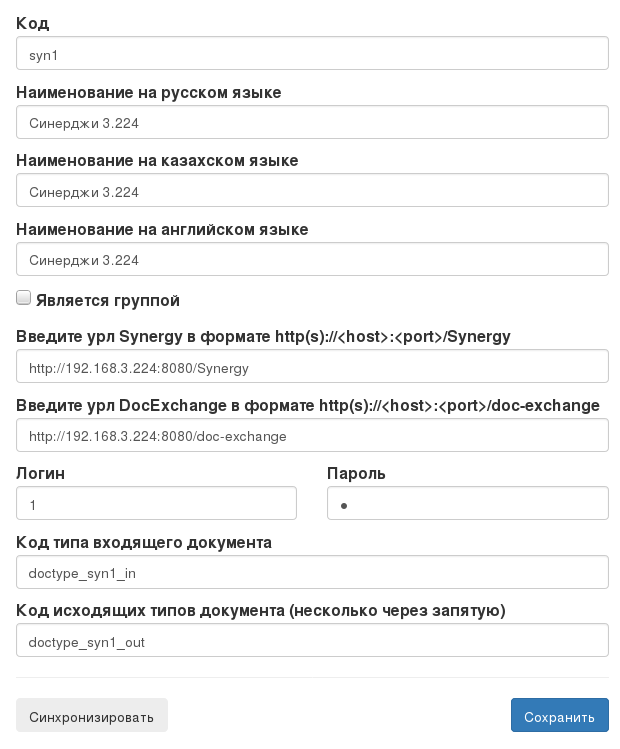 Код
syn1
Наименование на русском языке
Синерджи 3.224
Наименование на казахском языке
Синерджи 3.224
Наименование на английском языке
Синерджи 3.224
Является группой
Введите урл Synergy в формате http(s)://<host>:<port>/Synergy
http://192.168.3.224:8080/Synergy
Введите урл DocExchange в формате http(s)://<host>:<port>/doc-exchange
http://192.168.3.224:8080/doc-exchange
Логин Пароль
1 ●
Код типа входящего документа
doctype_syn1_in
Код исходящих типов документа (несколько через запятую)
doctype_syn1_out
Синхронизировать Сохранить